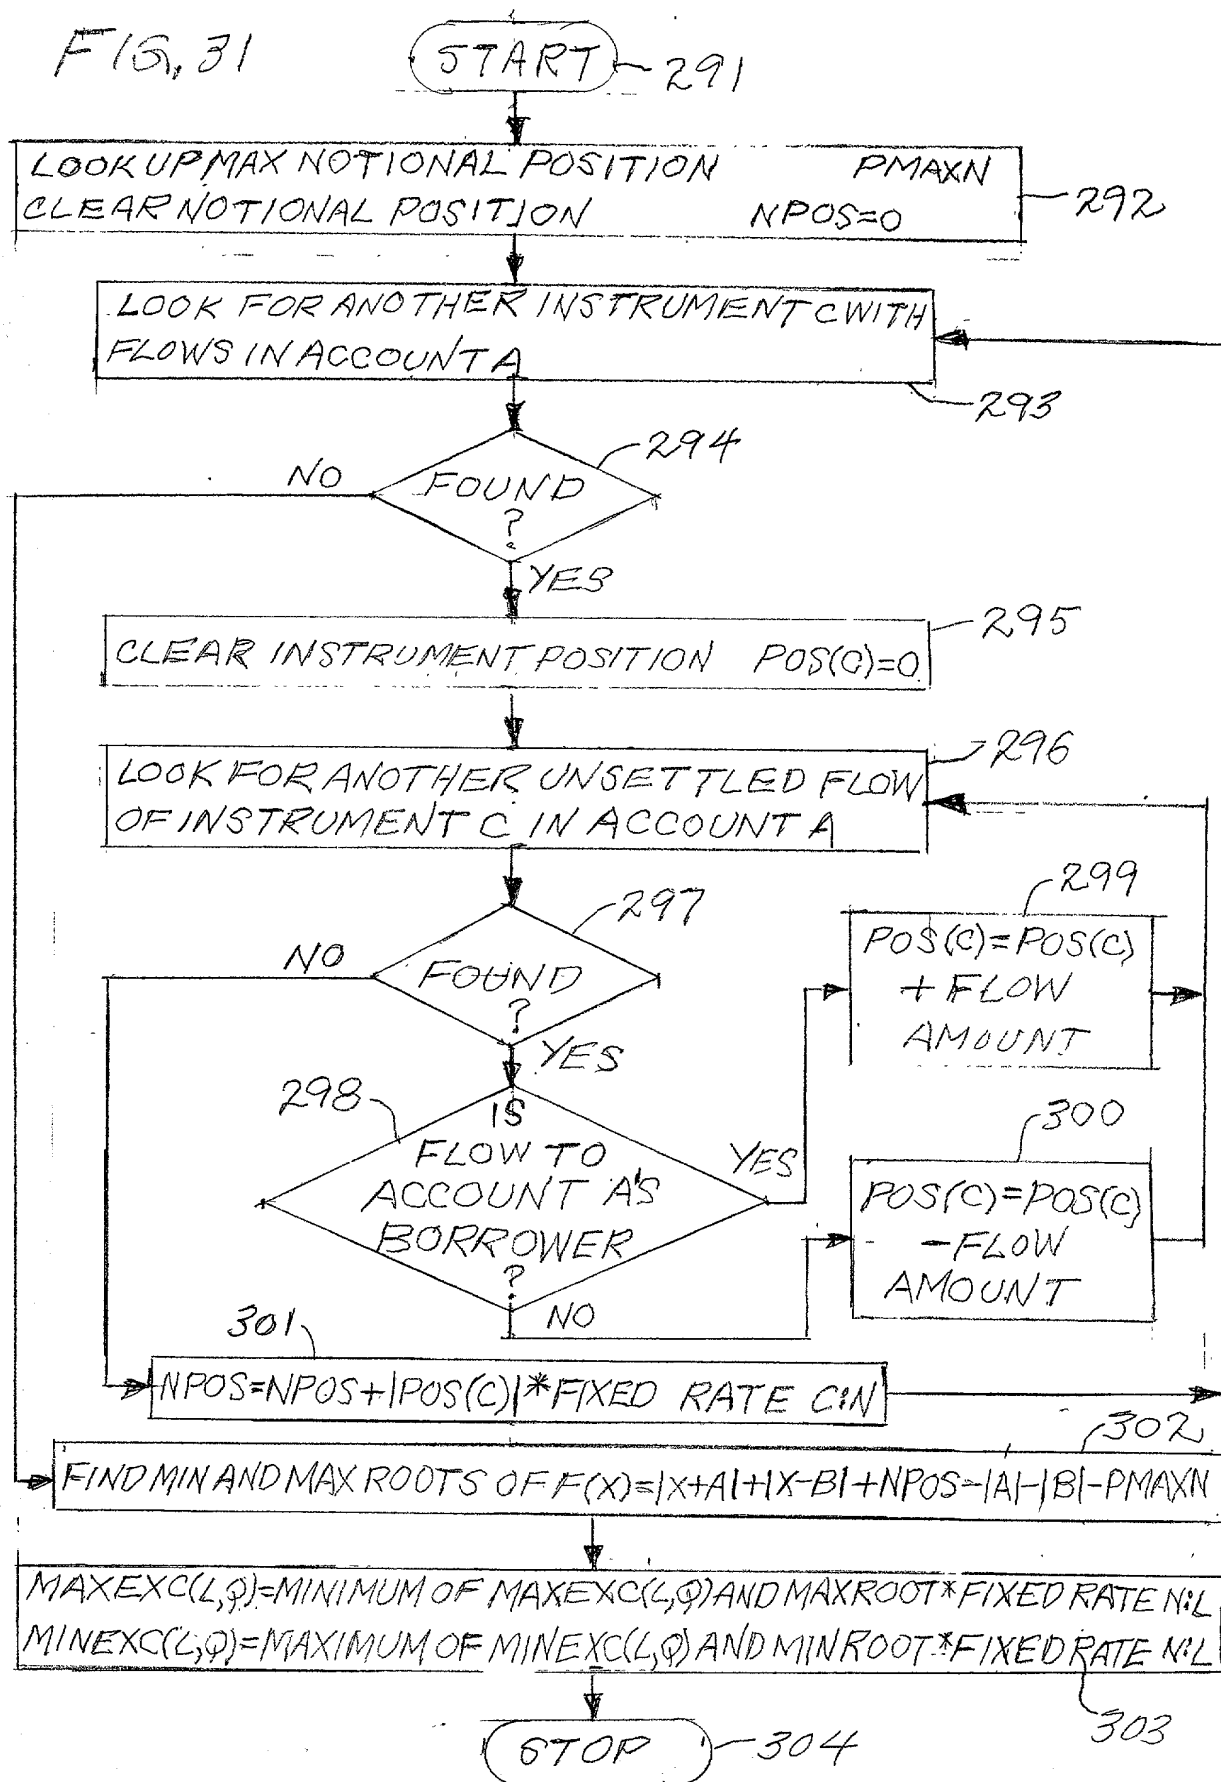 FIG. 31
START
291
LOOK UP MAX NOTIONAL POSITION PMAXN
CLEAR NOTIONAL POSITION NPOS=0
292
LOOK FOR ANOTHER INSTRUMENT C WITH
FLOWS IN ACCOUNT A
293
294
NO
FOUND
?
YES
295
CLEAR INSTRUMENT POSITION POS(C)=0
296
LOOK FOR ANOTHER UNSETTLED FLOW
OF INSTRUMENT C IN ACCOUNT A
297
NO
FOUND
?
YES
299
POS(C)=POS(C)
+ FLOW
AMOUNT
298
IS
FLOW TO
ACCOUNT A'S
BORROWER
?
YES
NO
300
POS(C)=POS(C)
-FLOW
AMOUNT
301
NPOS=NPOS+|POS(C)|*FIXED RATE C:N
302
FIND MIN AND MAX ROOTS OF F(X)=|X+A|+|X-B|+NPOS-|A|-|B|-PMAXN
MAXEXC(L,Q)=MINIMUM OF MAXEXC(L,Q) AND MAXROOT*FIXED RATE N:L
MINEXC(L,Q)=MAXIMUM OF MINEXC(L,Q) AND MINROOT*FIXED RATE N:L
303
STOP
304